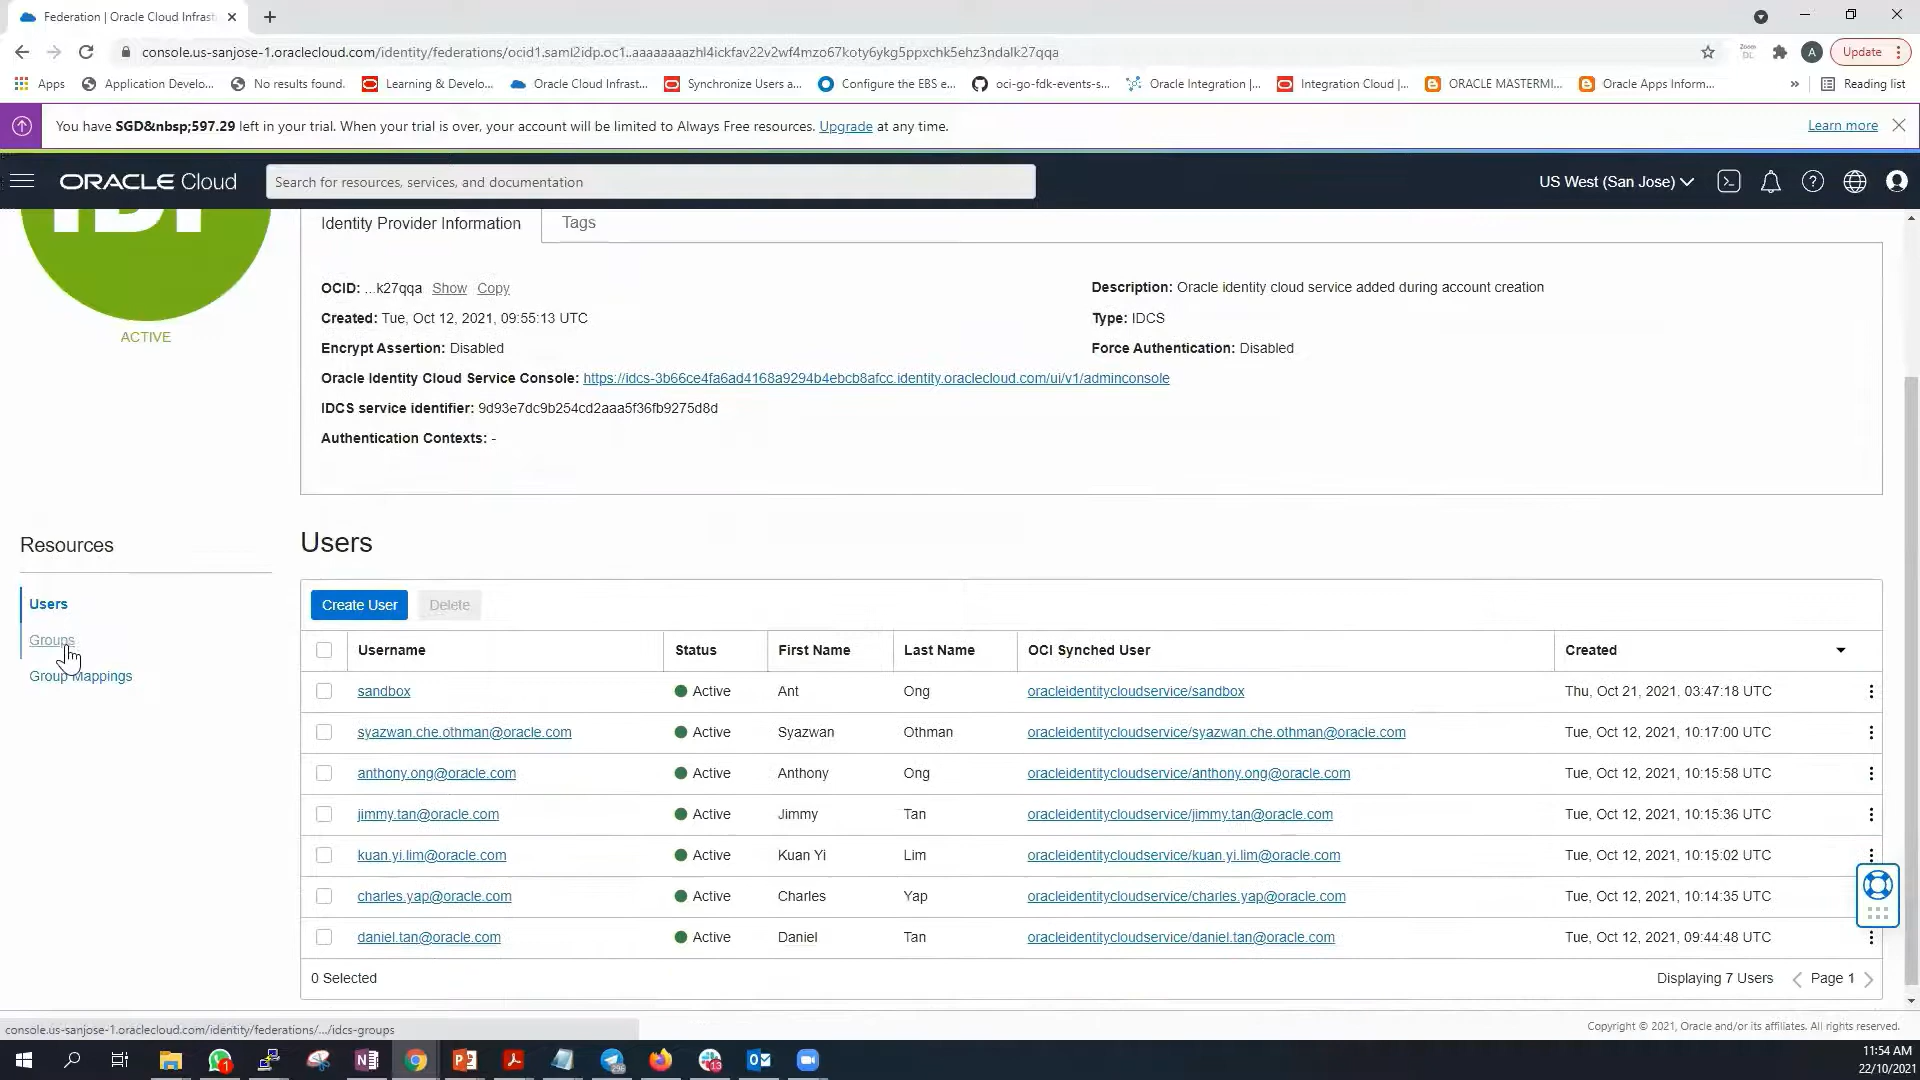 Federation | Oracle Cloud Infrast
console.us-sanjose-1.oraclecloud.com/identity/federations/ocid1.saml2idp.oc1..aaaaaaaazhl4ickfav22v2wf4mzo67koty6ykg5ppxchk5ehz3ndalk27qqa
Zoom
A
Update
Apps
Application Develo...
No results found.
Learning & Develo...
Oracle Cloud Infrast...
Synchronize Users a...
Configure the EBS e...
oci-go-fdk-events-s...
Oracle Integration |...
Integration Cloud |...
ORACLE MASTERMI...
Oracle Apps Inform...
»
Reading list
You have SGD&nbsp;597.29 left in your trial. When your trial is over, your account will be limited to Always Free resources. Upgrade at any time.
Learn more
ORACLE Cloud
Search for resources, services, and documentation
US West (San Jose)
IDP
ACTIVE
Identity Provider Information
Tags
OCID: ...k27qqa Show Copy
Created: Tue, Oct 12, 2021, 09:55:13 UTC
Encrypt Assertion: Disabled
Oracle Identity Cloud Service Console: https://idcs-3b66ce4fa6ad4168a9294b4ebcb8afcc.identity.oraclecloud.com/ui/v1/adminconsole
IDCS service identifier: 9d93e7dc9b254cd2aaa5f36fb9275d8d
Authentication Contexts: -
Description: Oracle identity cloud service added during account creation
Type: IDCS
Force Authentication: Disabled
Resources
Users
Groups
Group Mappings
Users
Create User
Delete
Username Status First Name Last Name OCI Synched User Created
sandbox Active Ant Ong oracleidentitycloudservice/sandbox Thu, Oct 21, 2021, 03:47:18 UTC
syazwan.che.othman@oracle.com Active Syazwan Othman oracleidentitycloudservice/syazwan.che.othman@oracle.com Tue, Oct 12, 2021, 10:17:00 UTC
anthony.ong@oracle.com Active Anthony Ong oracleidentitycloudservice/anthony.ong@oracle.com Tue, Oct 12, 2021, 10:15:58 UTC
jimmy.tan@oracle.com Active Jimmy Tan oracleidentitycloudservice/jimmy.tan@oracle.com Tue, Oct 12, 2021, 10:15:36 UTC
kuan.yi.lim@oracle.com Active Kuan Yi Lim oracleidentitycloudservice/kuan.yi.lim@oracle.com Tue, Oct 12, 2021, 10:15:02 UTC
charles.yap@oracle.com Active Charles Yap oracleidentitycloudservice/charles.yap@oracle.com Tue, Oct 12, 2021, 10:14:35 UTC
daniel.tan@oracle.com Active Daniel Tan oracleidentitycloudservice/daniel.tan@oracle.com Tue, Oct 12, 2021, 09:44:48 UTC
0 Selected
Displaying 7 Users
Page 1
console.us-sanjose-1.oraclecloud.com/identity/federations/.../idcs-groups
Copyright © 2021, Oracle and/or its affiliates. All rights reserved.
11:54 AM
22/10/2021